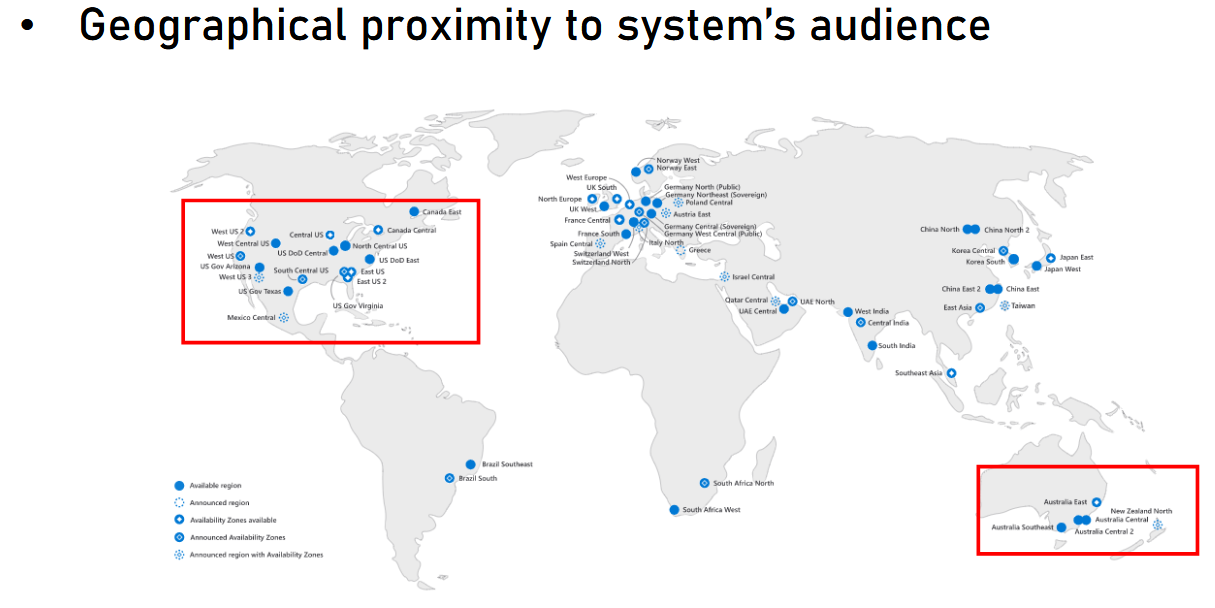 • Geographical proximity to system's audience
Norway West
Norway East
West Europe
UK South
Germany North (Public)
Germany Northeast (Sovereign)
North Europe
Poland Central
UK West
Austria East
France Central
Germany Central (Sovereign)
Germany West Central (Public)
France South
Italy North
Spain Central
Greece
Switzerland West
Switzerland North
Canada East
West US 2
Central US
Canada Central
West Central US
North Central US
West US
US DoD Central
US DoD East
US Gov Arizona
South Central US
East US
West US 3
East US 2
US Gov Texas
US Gov Virginia
Mexico Central
China North
China North 2
Korea Central
Japan East
Korea South
Japan West
Israel Central
China East 2
China East
Qatar Central
UAE North
UAE Central
West India
East Asia
Taiwan
Central India
South India
Southeast Asia
Brazil Southeast
Brazil South
South Africa North
South Africa West
Australia East
New Zealand North
Australia Central
Australia Southeast
Australia Central 2
Available region
Announced region
Availability Zones available
Announced Availability Zones
Announced region with Availability Zones